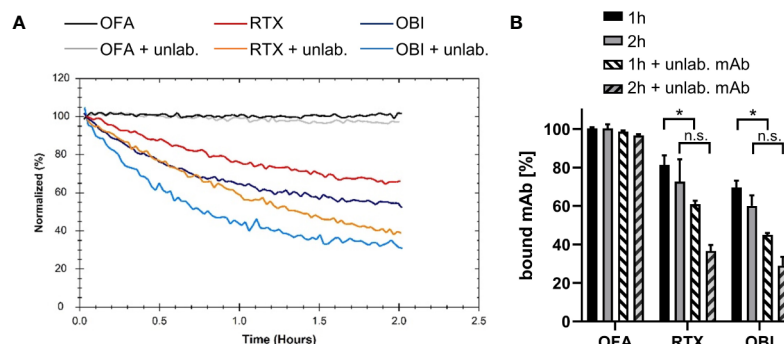 A
OFA
RTX
OBI
OFA + unlab.
RTX + unlab.
OBI + unlab.
Normalized (%)
120
100
80
60
40
20
0
0.0
0.5
1.0
1.5
2.0
2.5
Time (Hours)
B
1h
2h
1h + unlab. mAb
2h + unlab. mAb
bound mAb [%]
100
80
60
40
20
0
*
n.s.
*
n.s.
OFA
RTX
OBI